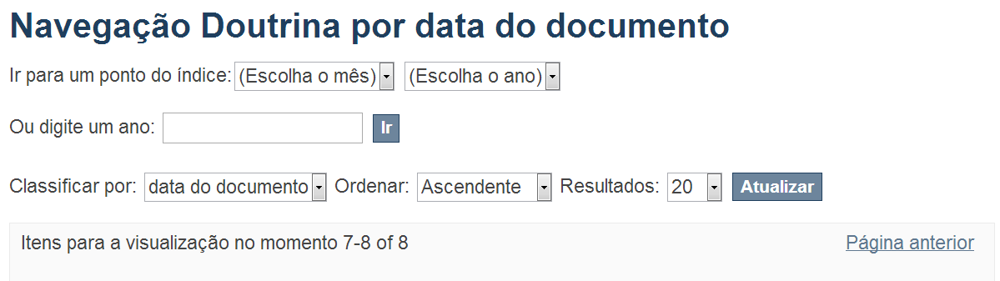 Navegação Doutrina por data do documento
Ir para um ponto do índice: (Escolha o mês) (Escolha o ano)
Ou digite um ano: Ir
Classificar por: data do documento Ordenar: Ascendente Resultados: 20 Atualizar
Itens para a visualização no momento 7-8 of 8 Página anterior